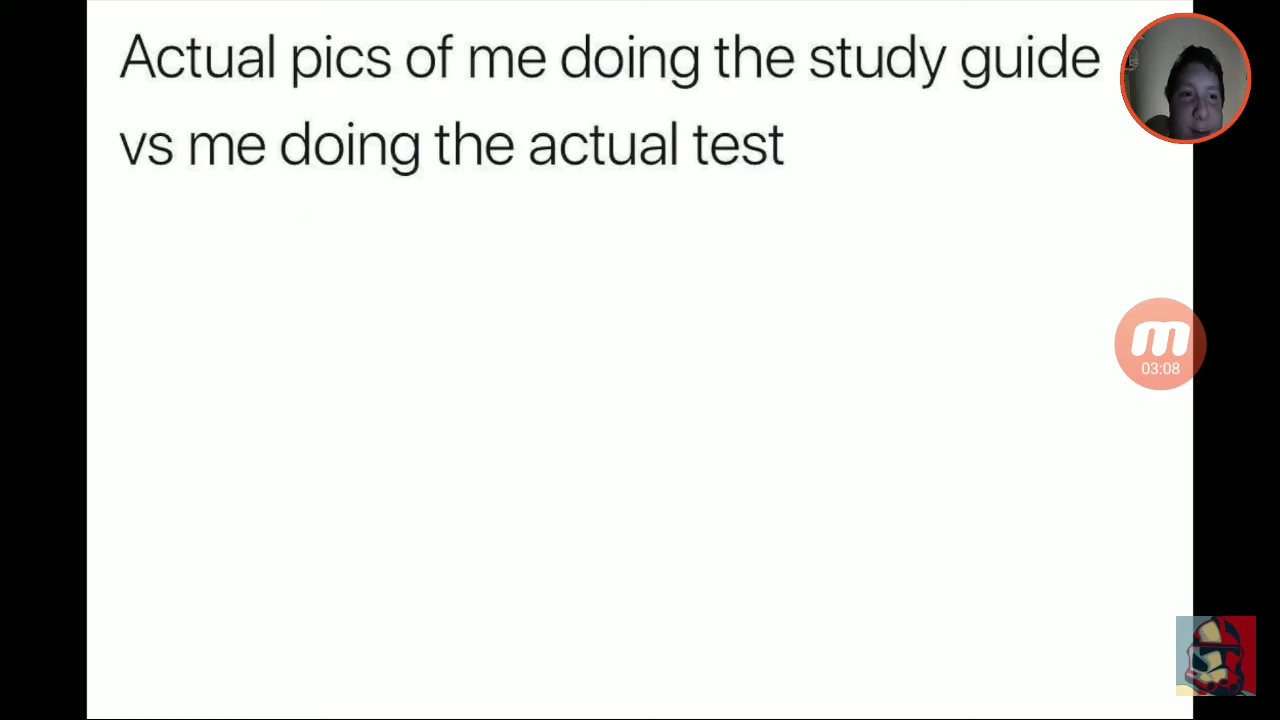 Actual pics of me doing the study guide
vs me doing the actual test
m
03:08